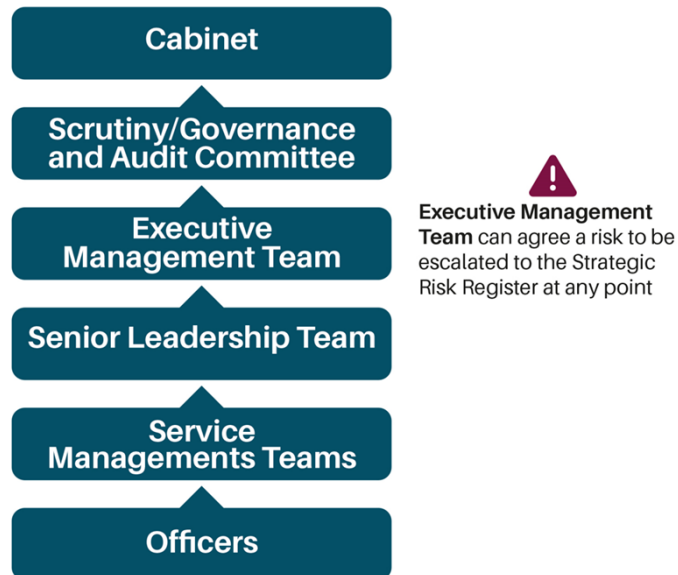 Cabinet
Scrutiny/Governance
and Audit Committee
Executive
Management Team
Executive Management
Team can agree a risk to be
escalated to the Strategic
Risk Register at any point
Senior Leadership Team
Service
Managements Teams
Officers